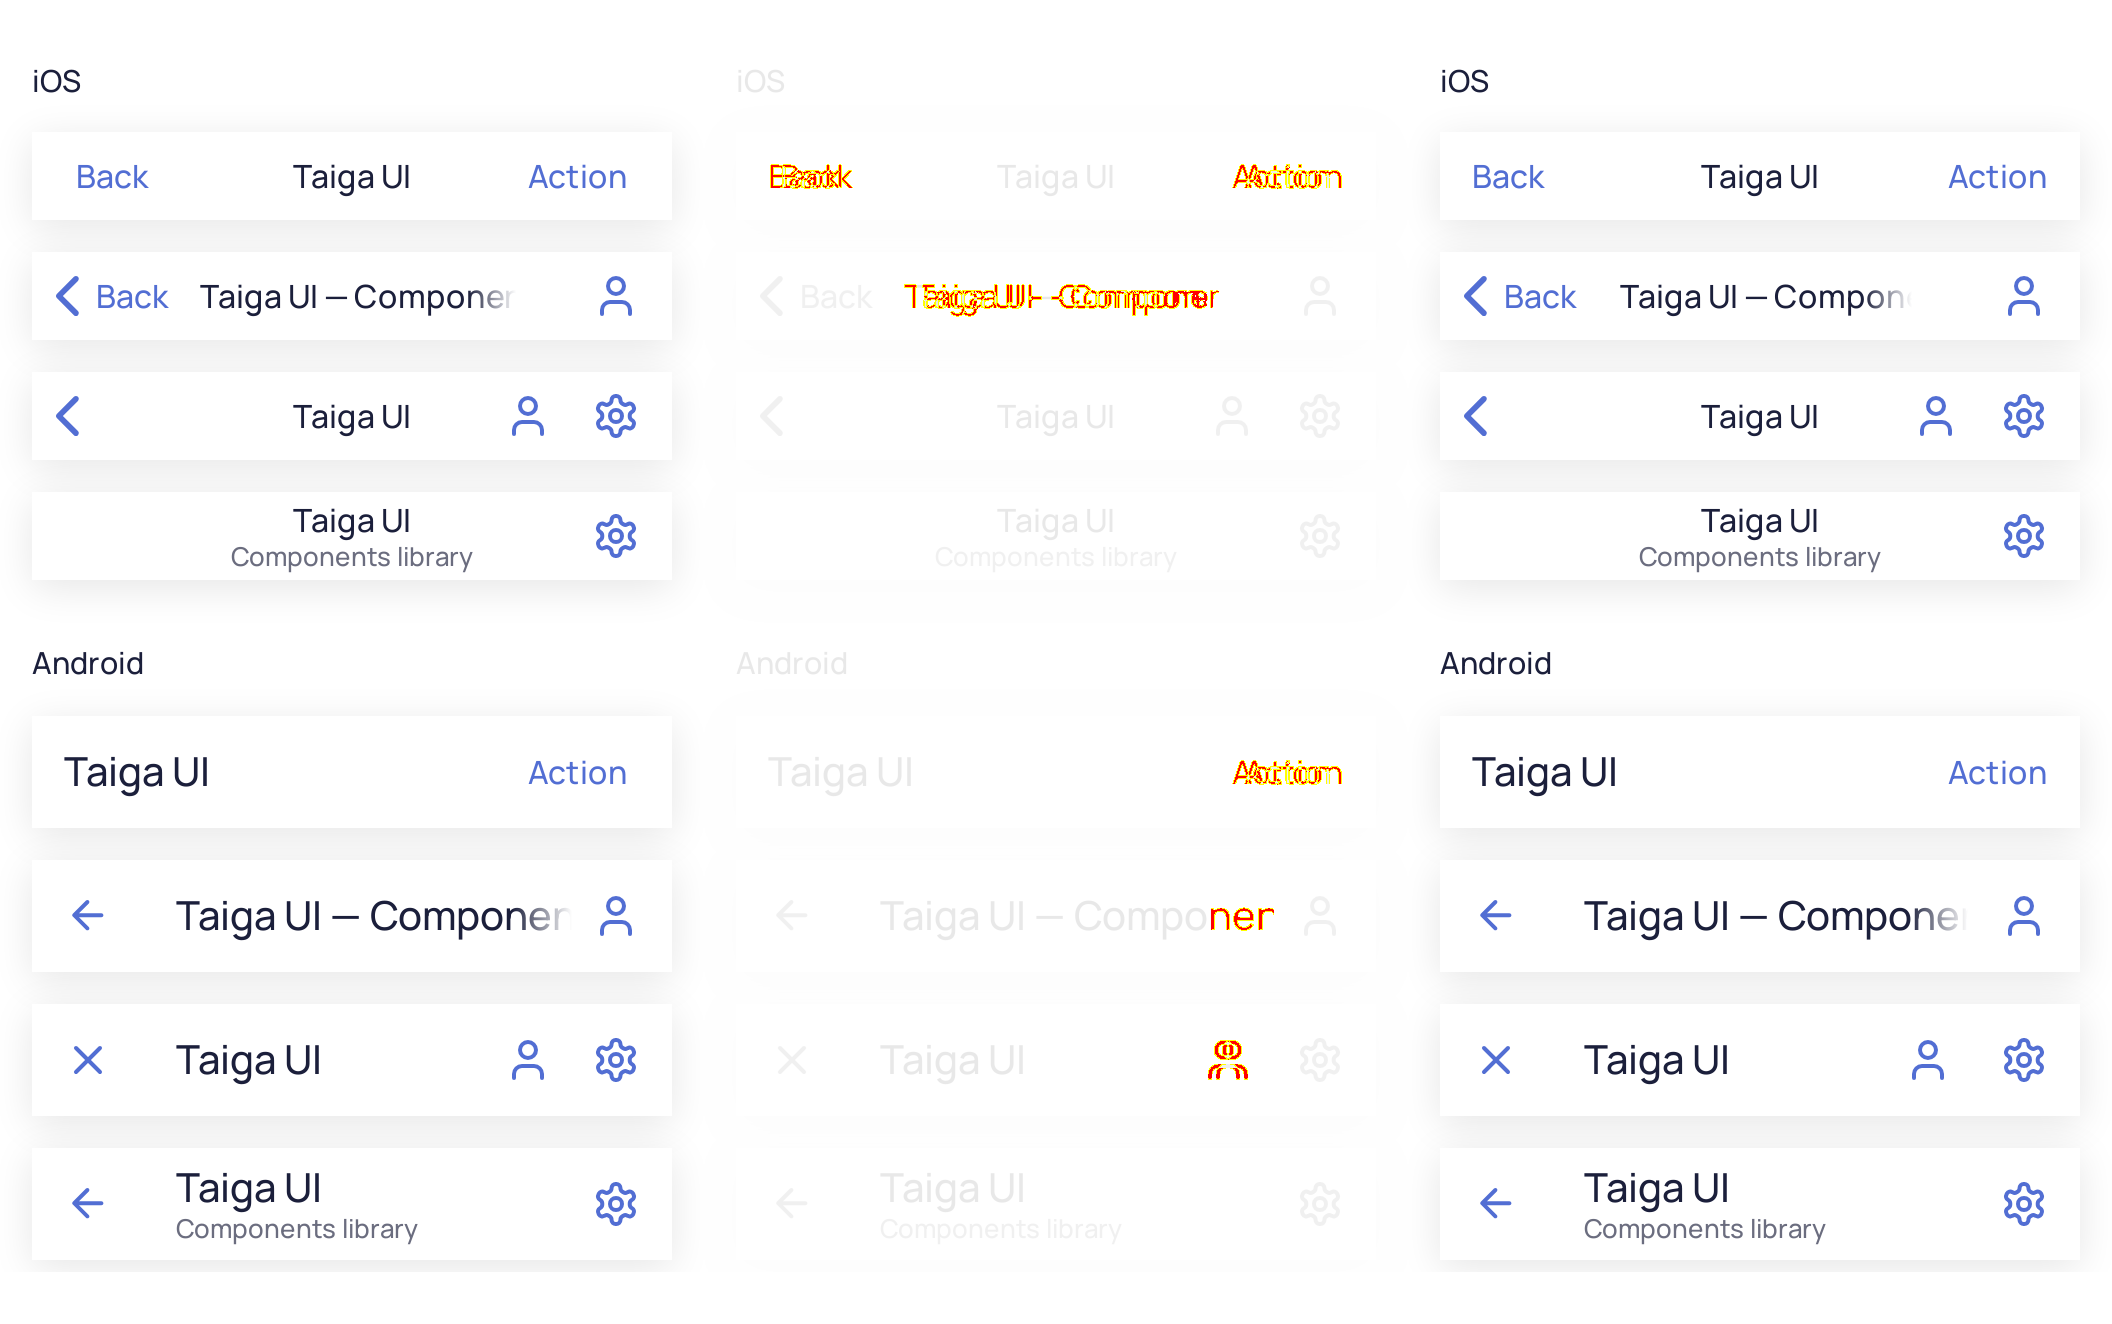 iOS
Back Taiga UI Action
Back Taiga UI — Componer
Taiga UI
Taiga UI
Components library
Android
Taiga UI Action
Taiga UI — Componer
Taiga UI
Taiga UI
Components library
iOS
Back Taiga UI Action
Back Taiga UI — Componer
Taiga UI
Taiga UI
Components library
Android
Taiga UI Action
Taiga UI — Componer
Taiga UI
Taiga UI
Components library
iOS
Back Taiga UI Action
Back Taiga UI — Compone
Taiga UI
Taiga UI
Components library
Android
Taiga UI Action
Taiga UI — Componer
Taiga UI
Taiga UI
Components library